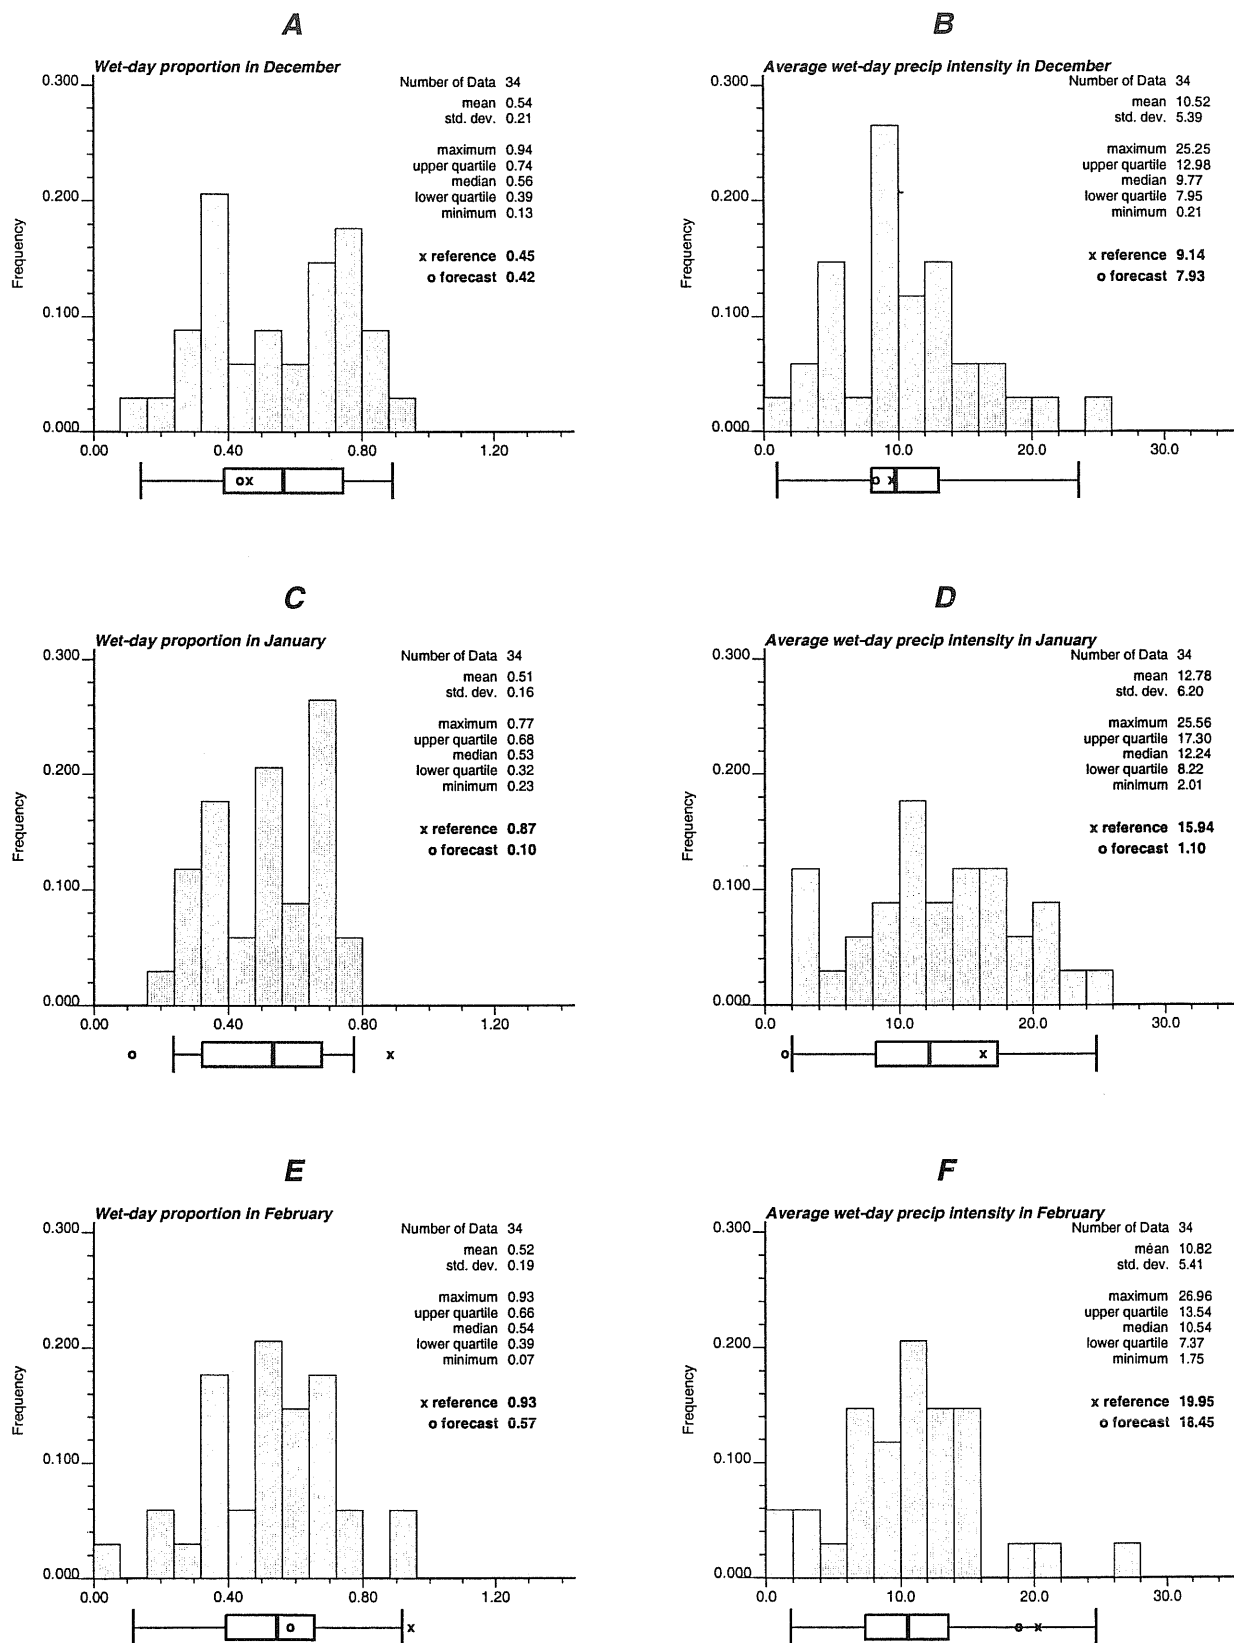 A
Wet-day proportion in December
Number of Data 34
mean 0.54
std. dev. 0.21
maximum 0.94
upper quartile 0.74
median 0.56
lower quartile 0.39
minimum 0.13
x reference 0.45
o forecast 0.42
Frequency
0.300
0.200
0.100
0.000
0.00 0.40 0.80 1.20
o x
B
Average wet-day precip intensity in December
Number of Data 34
mean 10.52
std. dev. 5.39
maximum 25.25
upper quartile 12.98
median 9.77
lower quartile 7.95
minimum 0.21
x reference 9.14
o forecast 7.93
Frequency
0.300
0.200
0.100
0.000
0.0 10.0 20.0 30.0
o x
C
Wet-day proportion in January
Number of Data 34
mean 0.51
std. dev. 0.16
maximum 0.77
upper quartile 0.68
median 0.53
lower quartile 0.32
minimum 0.23
x reference 0.87
o forecast 0.10
Frequency
0.300
0.200
0.100
0.000
0.00 0.40 0.80 1.20
o x
D
Average wet-day precip intensity in January
Number of Data 34
mean 12.78
std. dev. 6.20
maximum 25.56
upper quartile 17.30
median 12.24
lower quartile 8.22
minimum 2.01
x reference 15.94
o forecast 1.10
Frequency
0.300
0.200
0.100
0.000
0.0 10.0 20.0 30.0
o x
E
Wet-day proportion in February
Number of Data 34
mean 0.52
std. dev. 0.19
maximum 0.93
upper quartile 0.66
median 0.54
lower quartile 0.39
minimum 0.07
x reference 0.93
o forecast 0.57
Frequency
0.300
0.200
0.100
0.000
0.00 0.40 0.80 1.20
o x
F
Average wet-day precip intensity in February
Number of Data 34
mean 10.82
std. dev. 5.41
maximum 26.96
upper quartile 13.54
median 10.54
lower quartile 7.37
minimum 1.75
x reference 19.95
o forecast 18.45
Frequency
0.300
0.200
0.100
0.000
0.0 10.0 20.0 30.0
o x